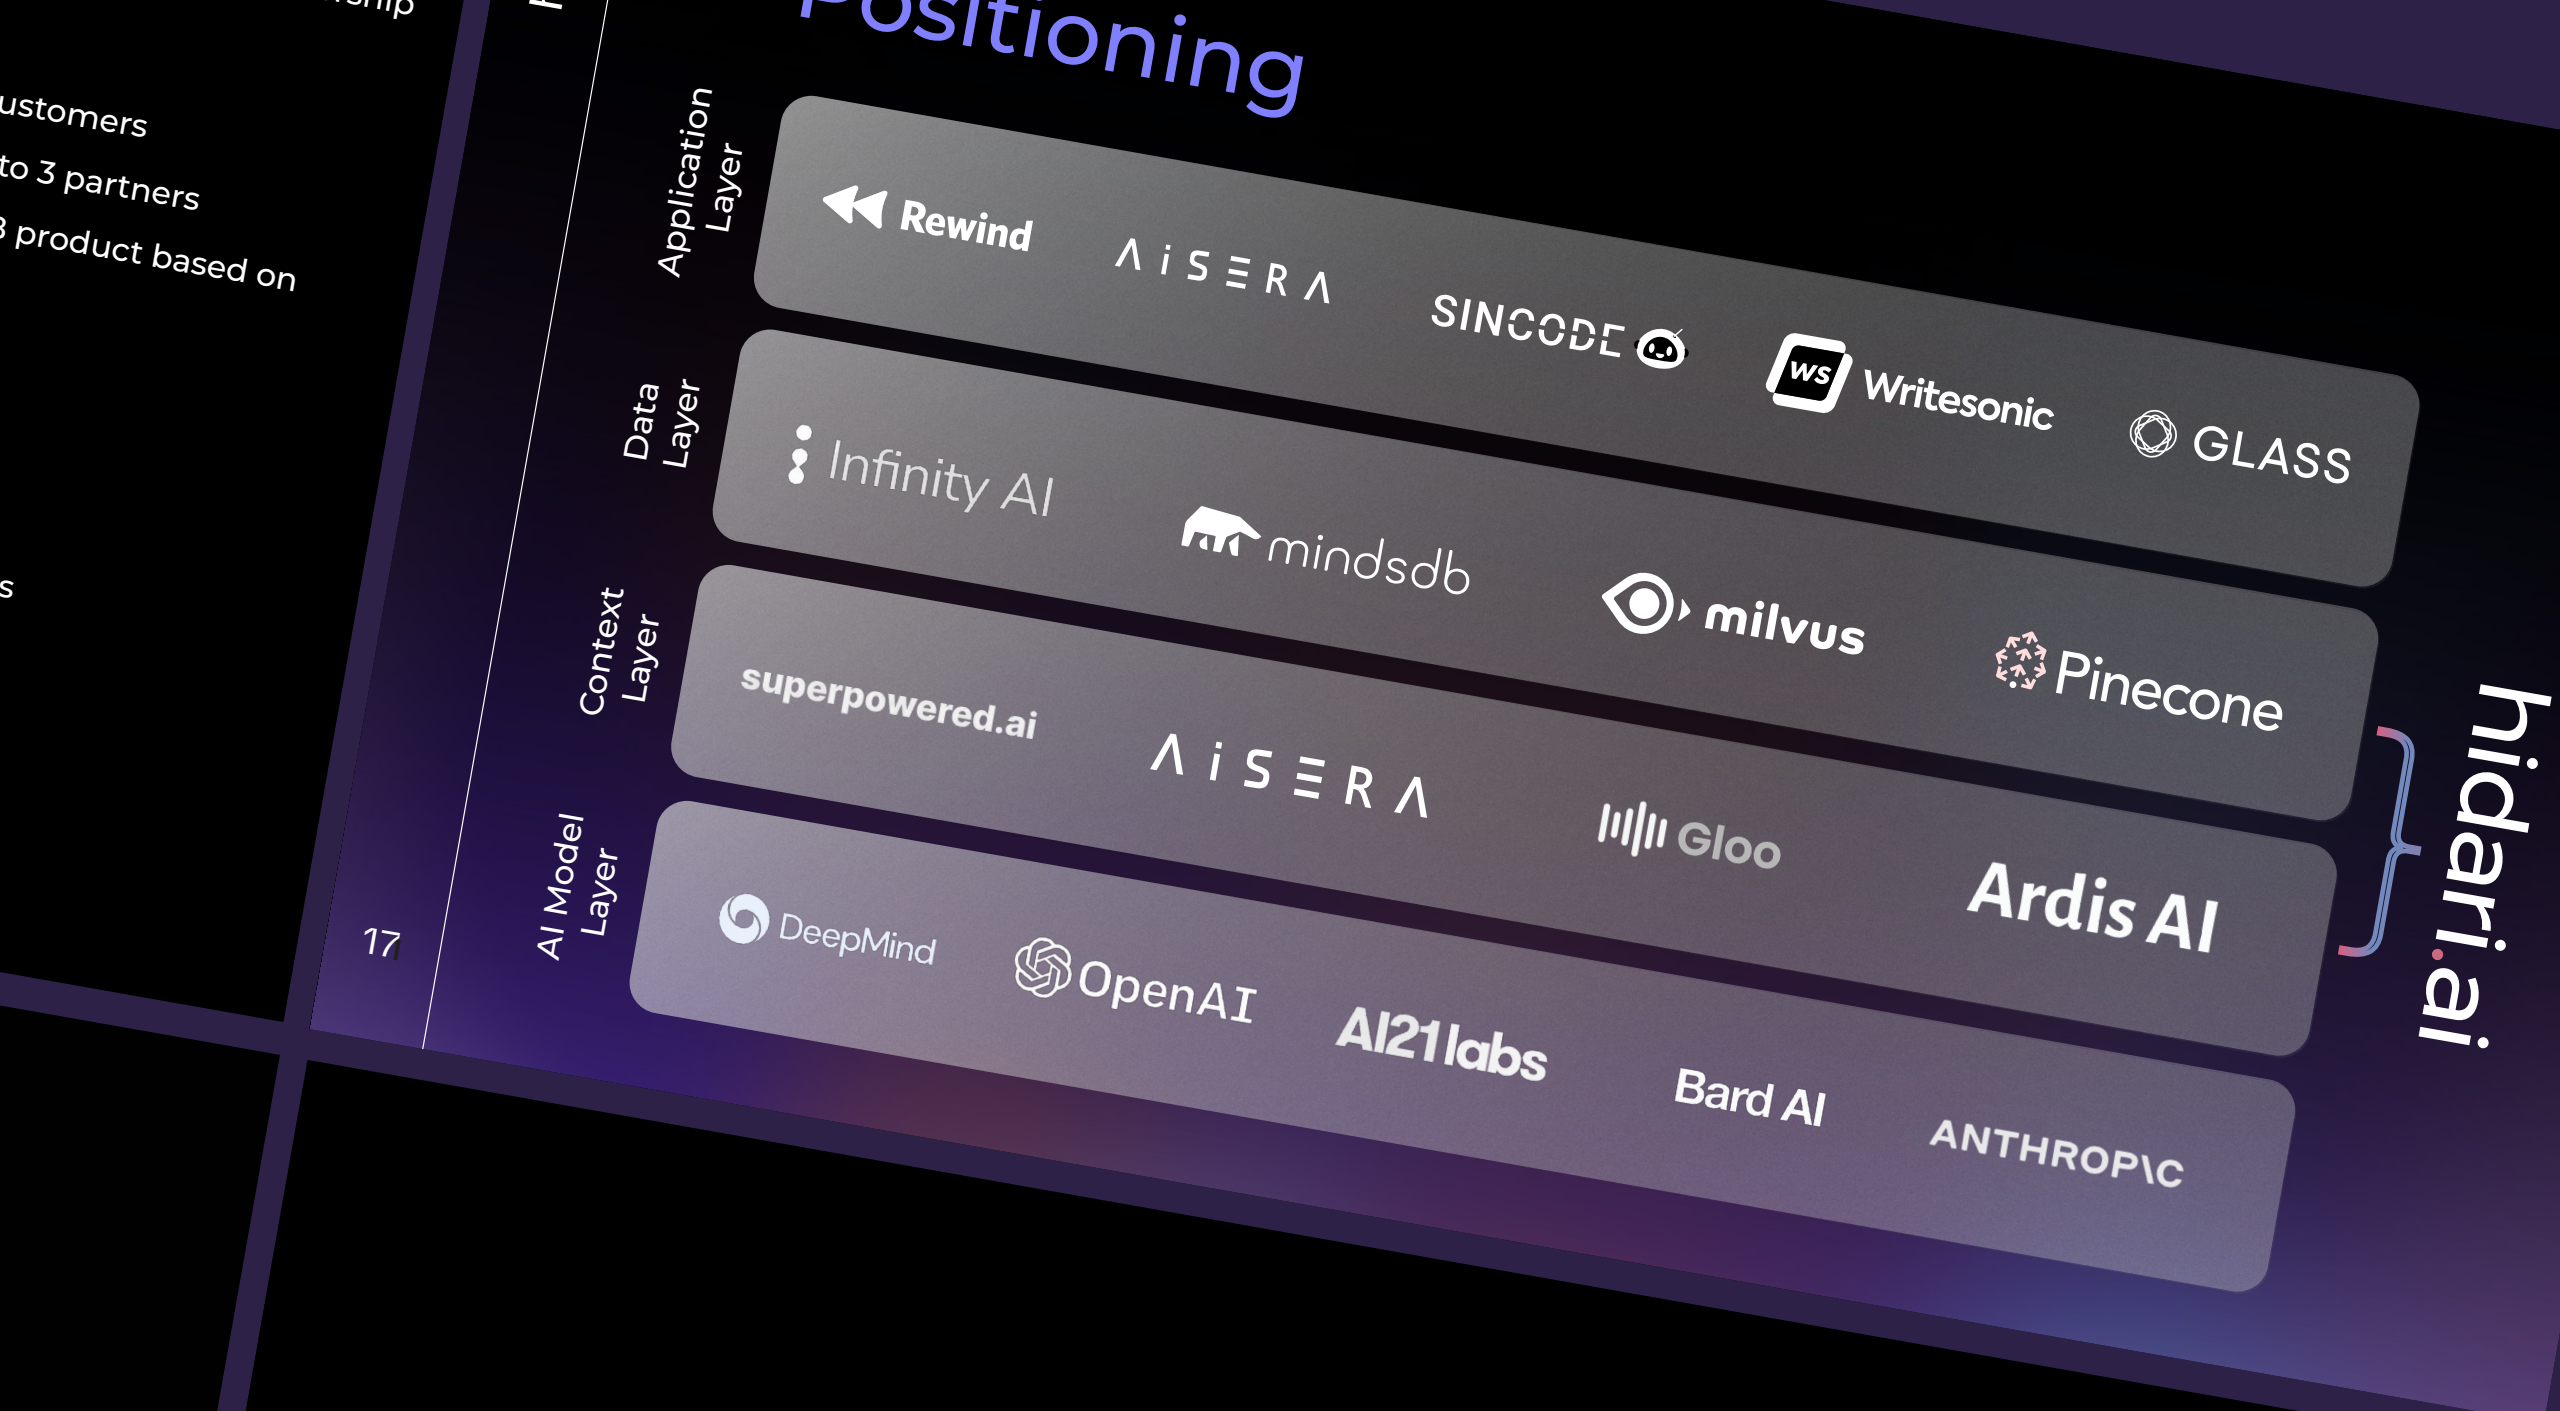 ustomers
to 3 partners
product based on
s
17
Positioning
Application
Layer
Rewind
AiSERA
SINCODE
WS
Writesonic
GLASS
Data
Layer
Infinity AI
mindsdb
milvus
Pinecone
Context
Layer
superpowered.ai
AiSERA
Gloo
Ardis AI
AI Model
Layer
DeepMind
OpenAI
AI21labs
Bard AI
ANTHROP\C
hidari.ai